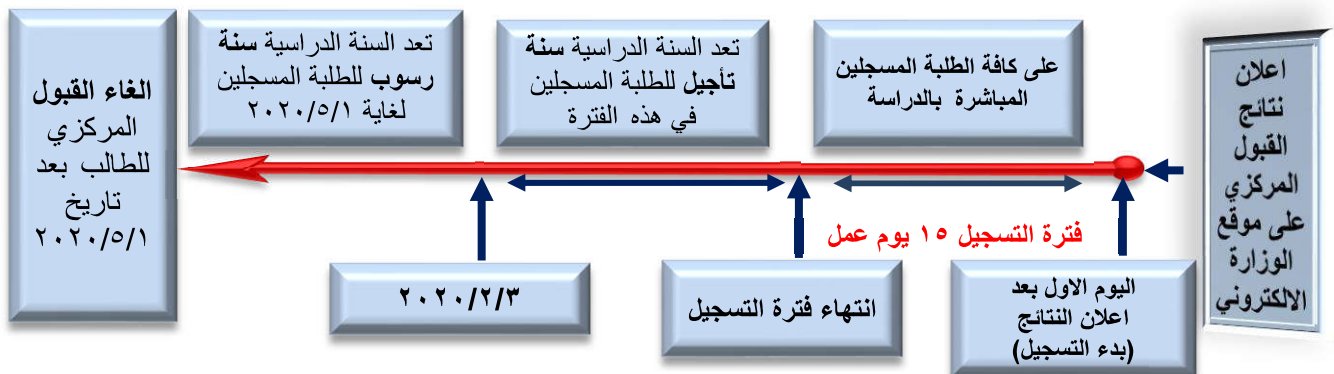 اعلان
نتائج
القبول
المركزي
على موقع
الوزارة
الالكتروني
على كافة الطلبة المسجلين
المباشرة بالدراسة
تعد السنة الدراسية سنة
تأجيل للطلبة المسجلين
في هذه الفترة
تعد السنة الدراسية سنة
رسوب للطلبة المسجلين
لغاية ٢٠٢٠/٥/١
الغاء القبول
المركزي
للطالب بعد
تاريخ
٢٠٢٠/٥/١
فترة التسجيل ١٥ يوم عمل
اليوم الاول بعد
اعلان النتائج
(بدء التسجيل)
انتهاء فترة التسجيل
٢٠٢٠/٢/٣